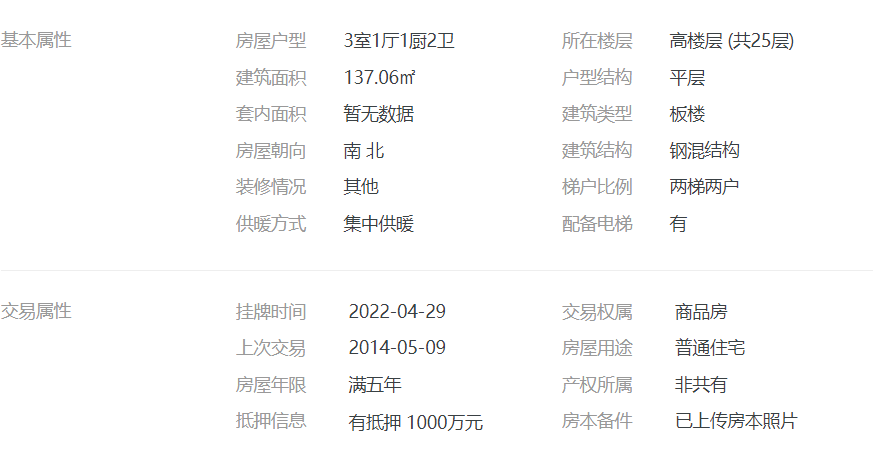 基本属性 房屋户型 3室1厅1厨2卫 所在楼层 高楼层 (共25层)
建筑面积 137.06㎡ 户型结构 平层
套内面积 暂无数据 建筑类型 板楼
房屋朝向 南 北 建筑结构 钢混结构
装修情况 其他 梯户比例 两梯两户
供暖方式 集中供暖 配备电梯 有
交易属性 挂牌时间 2022-04-29 交易权属 商品房
上次交易 2014-05-09 房屋用途 普通住宅
房屋年限 满五年 产权所属 非共有
抵押信息 有抵押 1000万元 房本备件 已上传房本照片